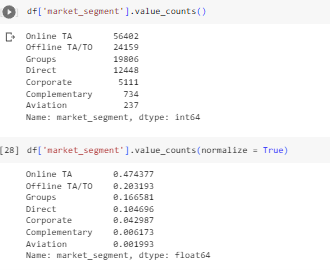 df['market_segment'].value_counts()
Online TA 56402
Offline TA/TO 24159
Groups 19806
Direct 12448
Corporate 5111
Complementary 734
Aviation 237
Name: market_segment, dtype: int64
[28] df['market_segment'].value_counts(normalize = True)
Online TA 0.474377
Offline TA/TO 0.203193
Groups 0.166581
Direct 0.104696
Corporate 0.042987
Complementary 0.006173
Aviation 0.001993
Name: market_segment, dtype: float64